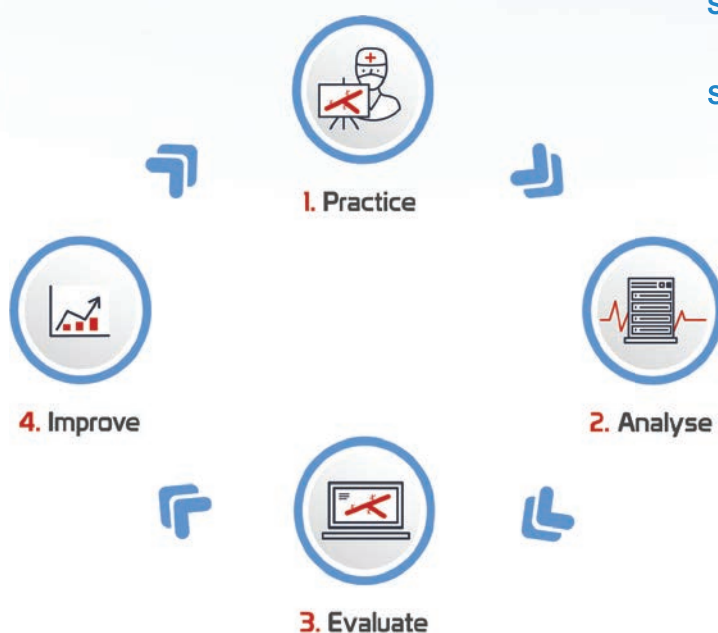 1. Practice
4. Improve
2. Analyse
3. Evaluate